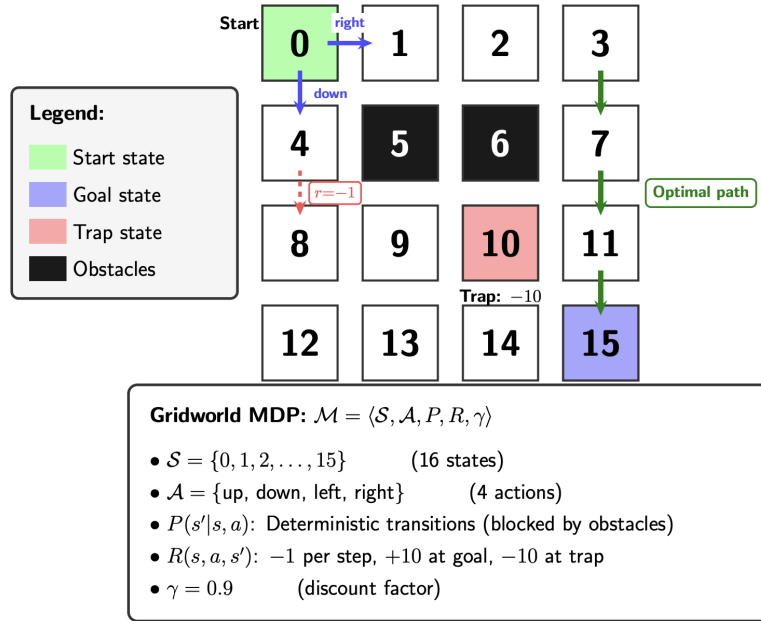 Start
0
right
1
2
3
down
Legend:
Start state
Goal state
Trap state
Obstacles
4
5
6
7
r=−1
Optimal path
8
9
10
11
Trap: −10
12
13
14
15
Gridworld MDP: ℳ = ⟨𝒮, 𝒜, P, R, γ⟩
• 𝒮 = {0, 1, 2, . . . , 15} (16 states)
• 𝒜 = {up, down, left, right} (4 actions)
• P(s′|s, a): Deterministic transitions (blocked by obstacles)
• R(s, a, s′): −1 per step, +10 at goal, −10 at trap
• γ = 0.9 (discount factor)